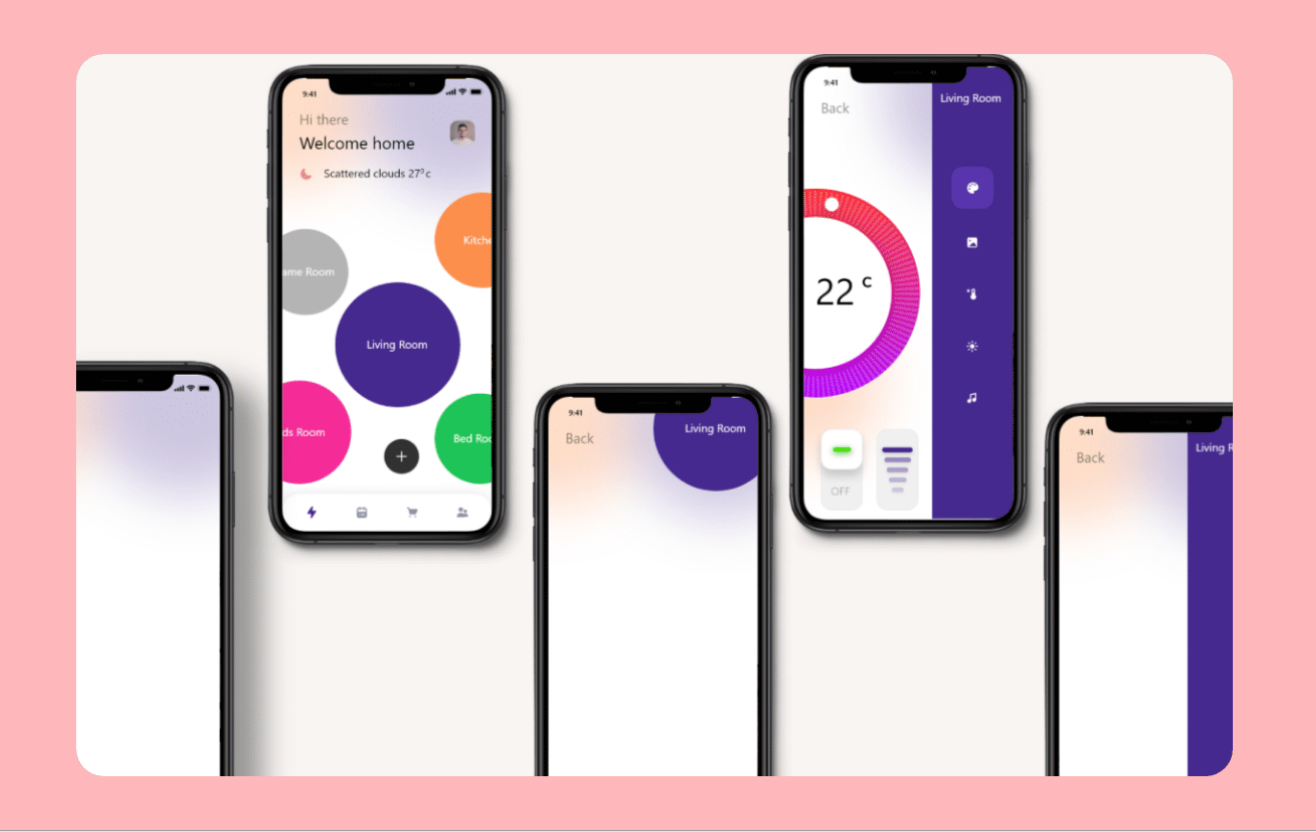 9:41
Hi there
Welcome home
Scattered clouds 27° c
Kitche
ame Room
Living Room
ds Room
Bed Roo
+
9:41
Back
Living Room
9:41
Back
Living Room
22 c
OFF
9:41
Back
Living R